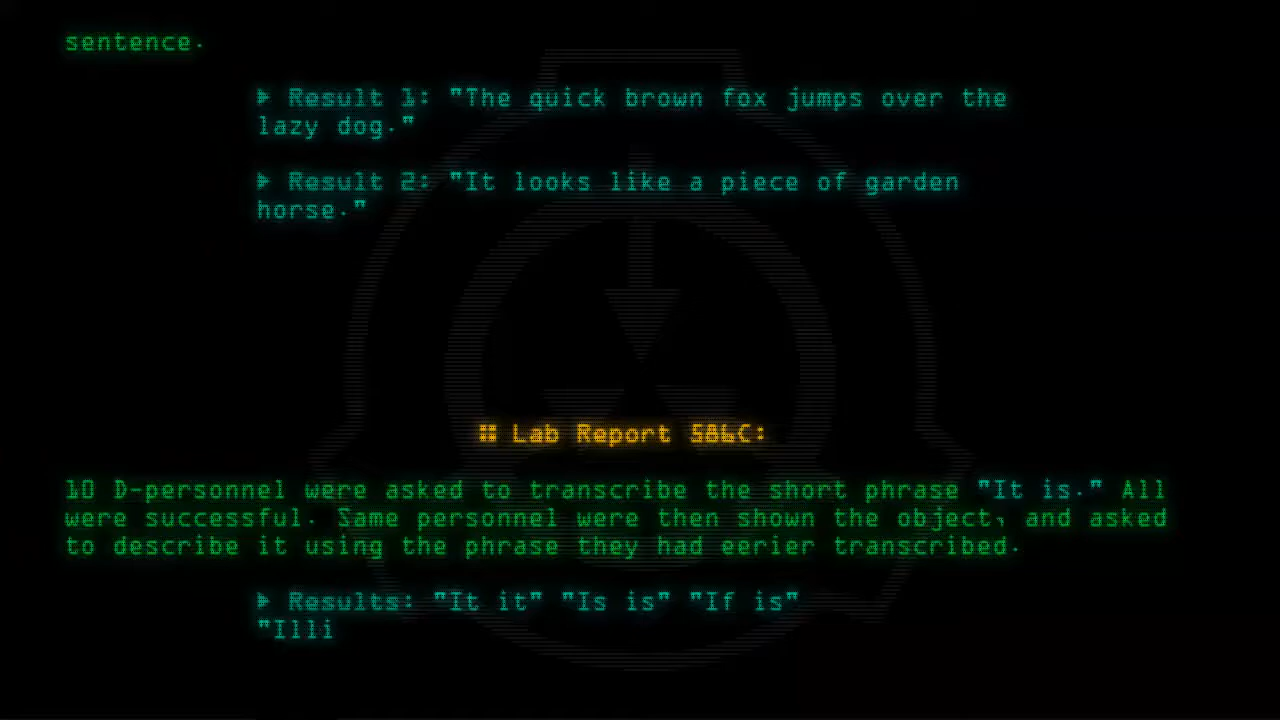 sentence.
▶ Result 1: "The quick brown fox jumps over the
lazy dog."
▶ Result 2: "It looks like a piece of garden
horse."
⠿ Lab Report 586C:
10 D-personnel were asked to transcribe the short phrase "It is." All
were successful. Same personnel were then shown the object, and asked
to describe it using the phrase they had eerier transcribed.
▶ Results: "It it" "Is is" "If is"
"Illi